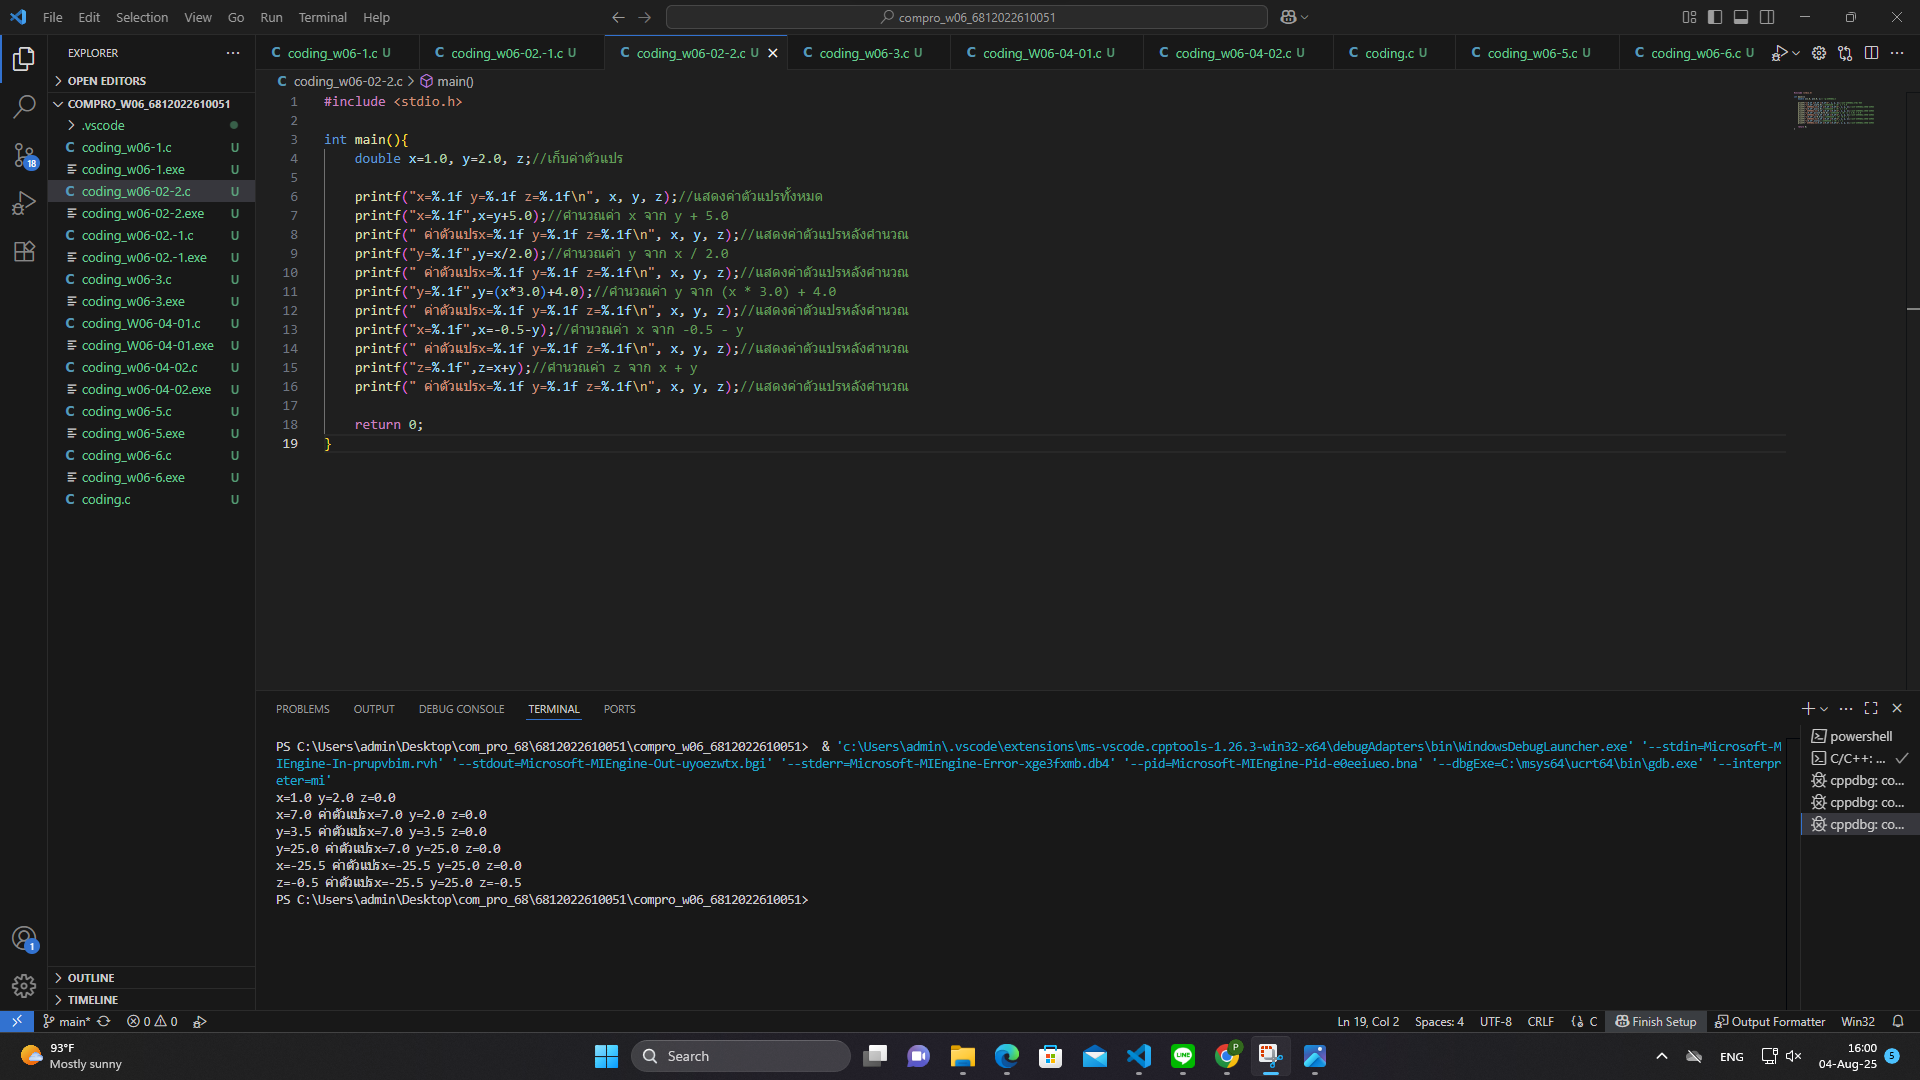 File Edit Selection View Go Run Terminal Help
compro_w06_6812022610051
EXPLORER
OPEN EDITORS
COMPRO_W06_6812022610051
.vscode
coding_w06-1.c U
coding_w06-1.exe U
coding_w06-02-2.c U
coding_w06-02-2.exe U
coding_w06-02.-1.c U
coding_w06-02.-1.exe U
coding_w06-3.c U
coding_w06-3.exe U
coding_W06-04-01.c U
coding_W06-04-01.exe U
coding_w06-04-02.c U
coding_w06-04-02.exe U
coding_w06-5.c U
coding_w06-5.exe U
coding_w06-6.c U
coding_w06-6.exe U
coding.c U
18
1
OUTLINE
TIMELINE
coding_w06-1.c U coding_w06-02.-1.c U coding_w06-02-2.c U coding_w06-3.c U coding_W06-04-01.c U coding_w06-04-02.c U coding.c U coding_w06-5.c U coding_w06-6.c U
coding_w06-02-2.c > main()
1 #include <stdio.h>
2
3 int main(){
4 double x=1.0, y=2.0, z;//เก็บค่าตัวแปร
5
6 printf("x=%.1f y=%.1f z=%.1f\n", x, y, z);//แสดงค่าตัวแปรทั้งหมด
7 printf("x=%.1f",x=y+5.0);//คำนวณค่า x จาก y + 5.0
8 printf(" ค่าตัวแปรx=%.1f y=%.1f z=%.1f\n", x, y, z);//แสดงค่าตัวแปรหลังคำนวณ
9 printf("y=%.1f",y=x/2.0);//คำนวณค่า y จาก x / 2.0
10 printf(" ค่าตัวแปรx=%.1f y=%.1f z=%.1f\n", x, y, z);//แสดงค่าตัวแปรหลังคำนวณ
11 printf("y=%.1f",y=(x*3.0)+4.0);//คำนวณค่า y จาก (x * 3.0) + 4.0
12 printf(" ค่าตัวแปรx=%.1f y=%.1f z=%.1f\n", x, y, z);//แสดงค่าตัวแปรหลังคำนวณ
13 printf("x=%.1f",x=-0.5-y);//คำนวณค่า x จาก -0.5 - y
14 printf(" ค่าตัวแปรx=%.1f y=%.1f z=%.1f\n", x, y, z);//แสดงค่าตัวแปรหลังคำนวณ
15 printf("z=%.1f",z=x+y);//คำนวณค่า z จาก x + y
16 printf(" ค่าตัวแปรx=%.1f y=%.1f z=%.1f\n", x, y, z);//แสดงค่าตัวแปรหลังคำนวณ
17
18 return 0;
19 }
PROBLEMS OUTPUT DEBUG CONSOLE TERMINAL PORTS
PS C:\Users\admin\Desktop\com_pro_68\6812022610051\compro_w06_6812022610051> & 'c:\Users\admin\.vscode\extensions\ms-vscode.cpptools-1.26.3-win32-x64\debugAdapters\bin\WindowsDebugLauncher.exe' '--stdin=Microsoft-M
IEngine-In-prupvbim.rvh' '--stdout=Microsoft-MIEngine-Out-uyoezwtx.bgi' '--stderr=Microsoft-MIEngine-Error-xge3fxmb.db4' '--pid=Microsoft-MIEngine-Pid-e0eeiueo.bna' '--dbgExe=C:\msys64\ucrt64\bin\gdb.exe' '--interpr
eter=mi'
x=1.0 y=2.0 z=0.0
x=7.0 ค่าตัวแปรx=7.0 y=2.0 z=0.0
y=3.5 ค่าตัวแปรx=7.0 y=3.5 z=0.0
y=25.0 ค่าตัวแปรx=7.0 y=25.0 z=0.0
x=-25.5 ค่าตัวแปรx=-25.5 y=25.0 z=0.0
z=-0.5 ค่าตัวแปรx=-25.5 y=25.0 z=-0.5
PS C:\Users\admin\Desktop\com_pro_68\6812022610051\compro_w06_6812022610051>
powershell
C/C++: ...
cppdbg: co...
cppdbg: co...
cppdbg: co...
main* 0 0
Ln 19, Col 2 Spaces: 4 UTF-8 CRLF {} C Finish Setup Output Formatter Win32
93°F
Mostly sunny
Search
P
ENG
16:00
04-Aug-25
5